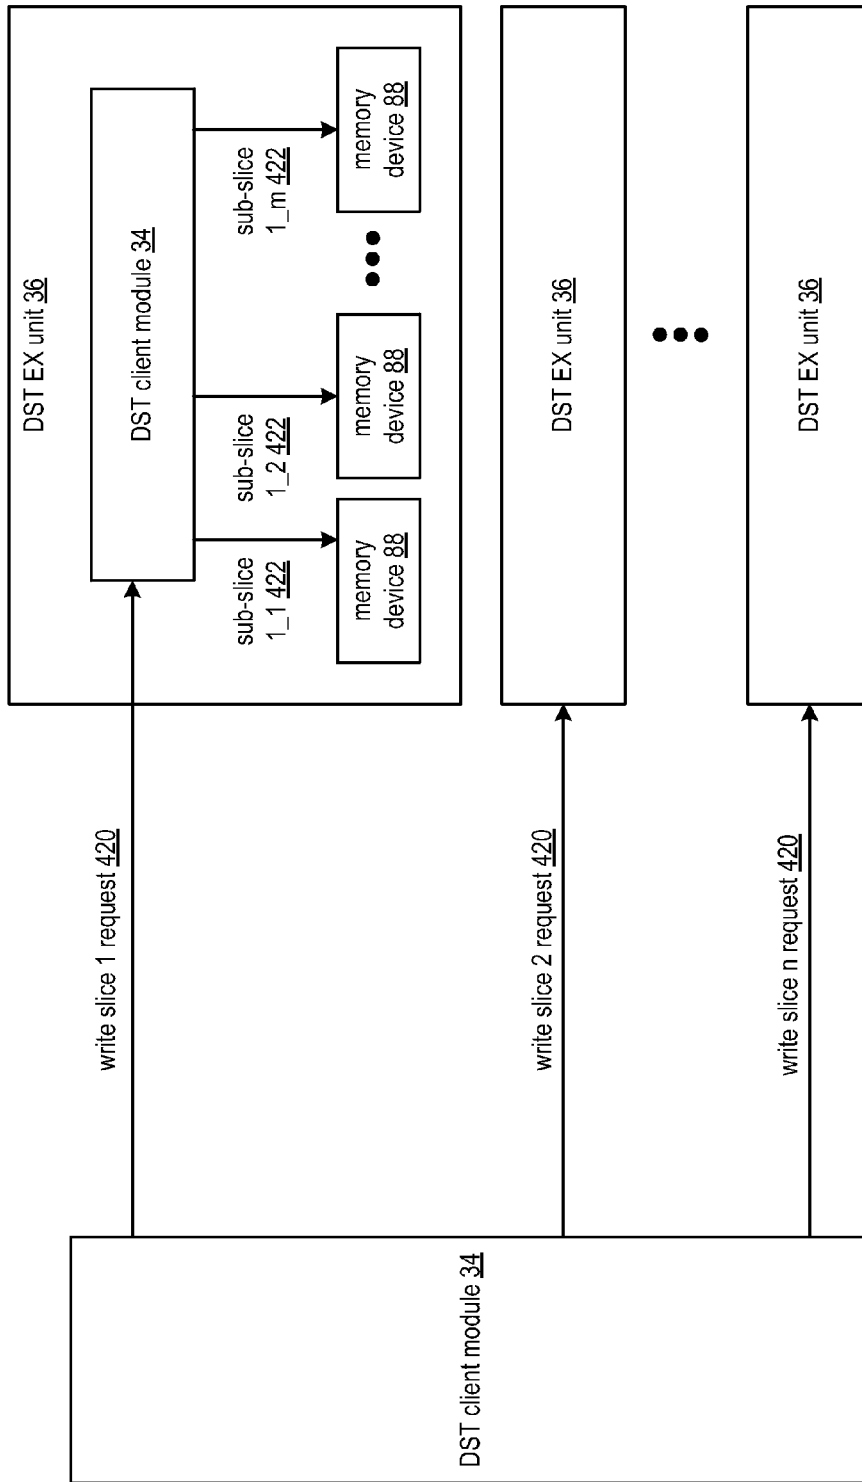 DST EX unit 36
DST client module 34
sub-slice
1_1 422
sub-slice
1_2 422
sub-slice
1_m 422
memory
device 88
memory
device 88
memory
device 88
write slice 1 request 420
DST EX unit 36
write slice 2 request 420
DST EX unit 36
write slice n request 420
DST client module 34